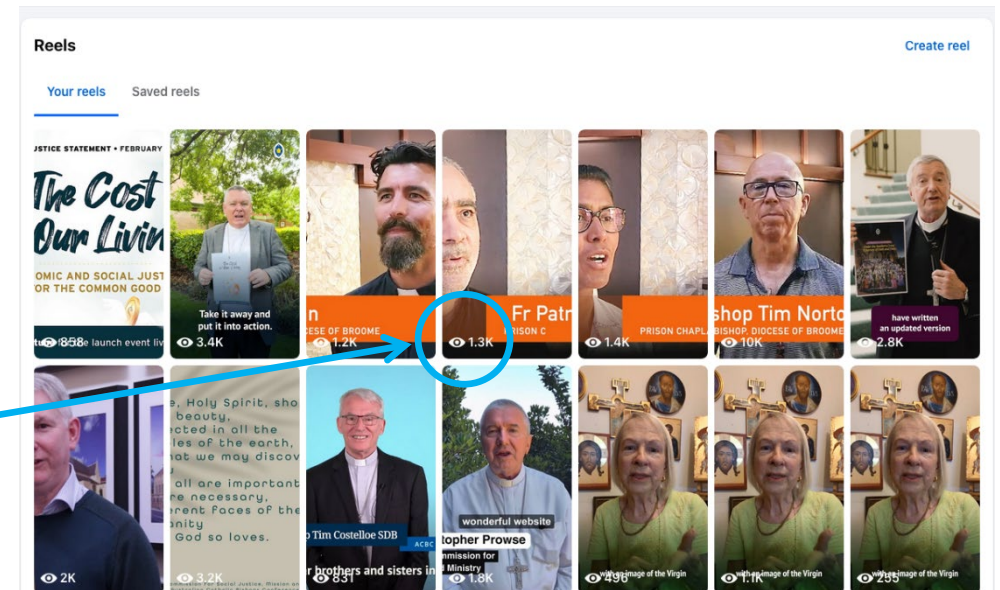 Reels
Create reel
Your reels
Saved reels
USTICE STATEMENT • FEBRUARY
The Cost
Our Livin
OMIC AND SOCIAL JUST
OR THE COMMON GOOD
858
launch event liv
Take it away and
put it into action.
3.4K
n
ESE OF BROOME
1.2K
Fr Patr
PRISON C
1.3K
PRISON CHAPL
1.4K
shop Tim Norto
BISHOP, DIOCESE OF BROOME
10K
have written
an updated version
2.8K
2K
e, Holy Spirit, sho
beauty,
ected in all the
les of the earth,
hat we may discov
all are important
re necessary,
erent faces of the
anity
God so loves.
3.2K
p Tim Costelloe SDB
ACBC
r brothers and sisters in
831
wonderful website
topher Prowse
mmission for
d Ministry
1.8K
with an image of the Virgin
496
with an image of the Virgin
1.1K
with an image of the Virgin